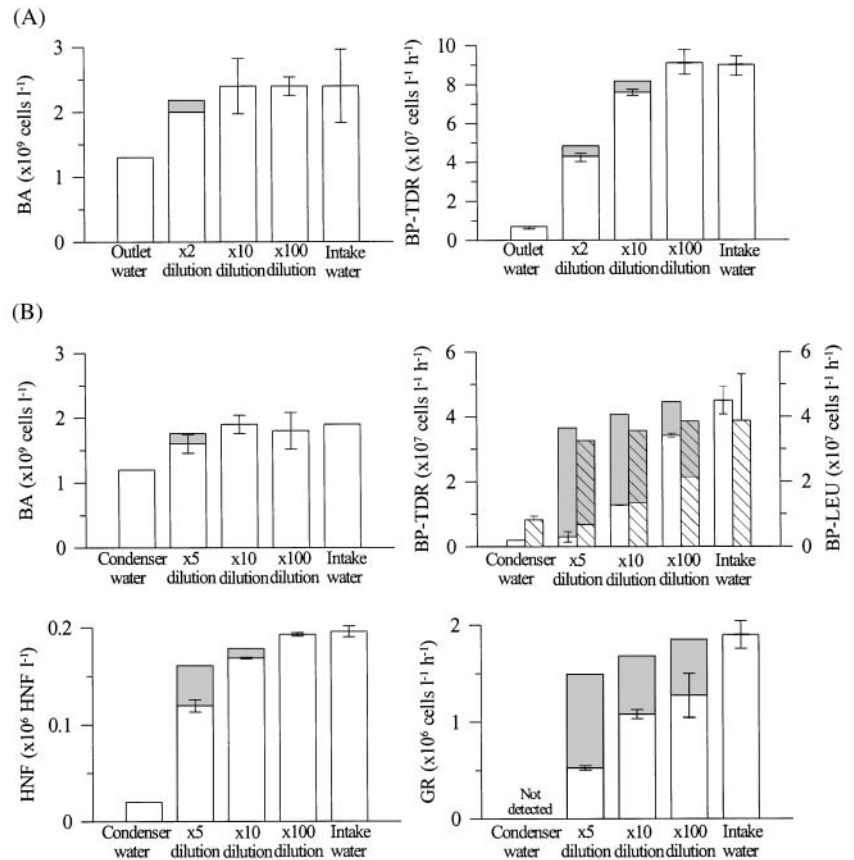 (A)
3
2
1
0
BA (x10⁹ cells l⁻¹)
Outlet water
x2 dilution
x10 dilution
x100 dilution
Intake water
10
8
6
4
2
0
BP-TDR (x10⁷ cells l⁻¹ h⁻¹)
Outlet water
x2 dilution
x10 dilution
x100 dilution
Intake water
(B)
3
2
1
0
BA (x10⁹ cells l⁻¹)
Condenser water
x5 dilution
x10 dilution
x100 dilution
Intake water
6
4
2
0
BP-TDR (x10⁷ cells l⁻¹ h⁻¹)
6
4
2
0
BP-LEU (x10⁷ cells l⁻¹ h⁻¹)
Condenser water
x5 dilution
x10 dilution
x100 dilution
Intake water
0.2
0.1
0
HNF (x10⁶ HNF l⁻¹)
Condenser water
x5 dilution
x10 dilution
x100 dilution
Intake water
2
1
0
GR (x10⁶ cells l⁻¹ h⁻¹)
Not detected
Condenser water
x5 dilution
x10 dilution
x100 dilution
Intake water